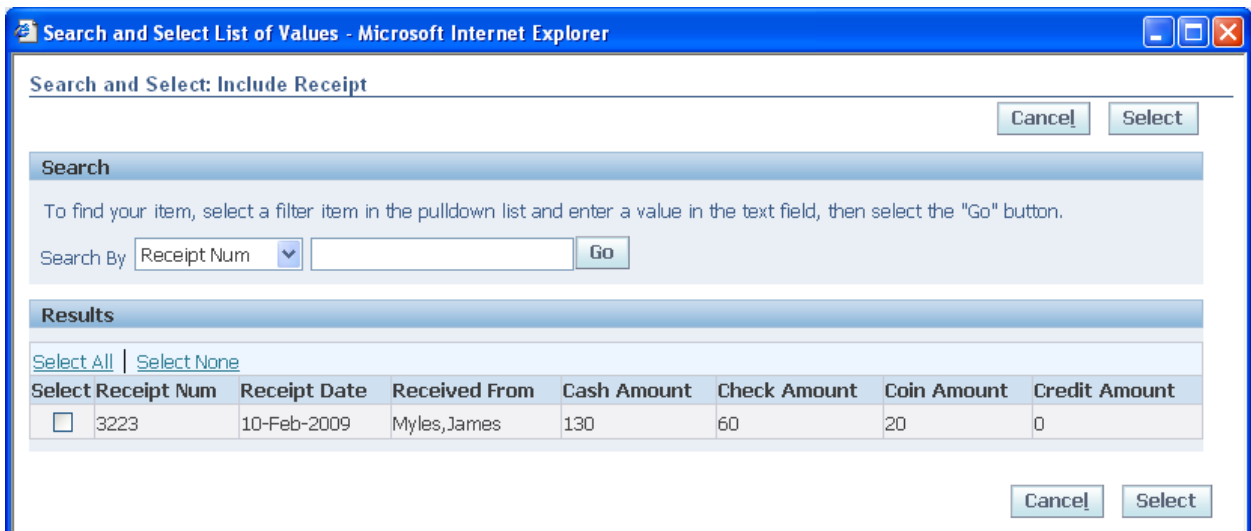 Search and Select List of Values - Microsoft Internet Explorer
Search and Select: Include Receipt
Cancel Select
Search
To find your item, select a filter item in the pulldown list and enter a value in the text field, then select the "Go" button.
Search By Receipt Num Go
Results
Select All | Select None
Select Receipt Num Receipt Date Received From Cash Amount Check Amount Coin Amount Credit Amount
3223 10-Feb-2009 Myles,James 130 60 20 0
Cancel Select